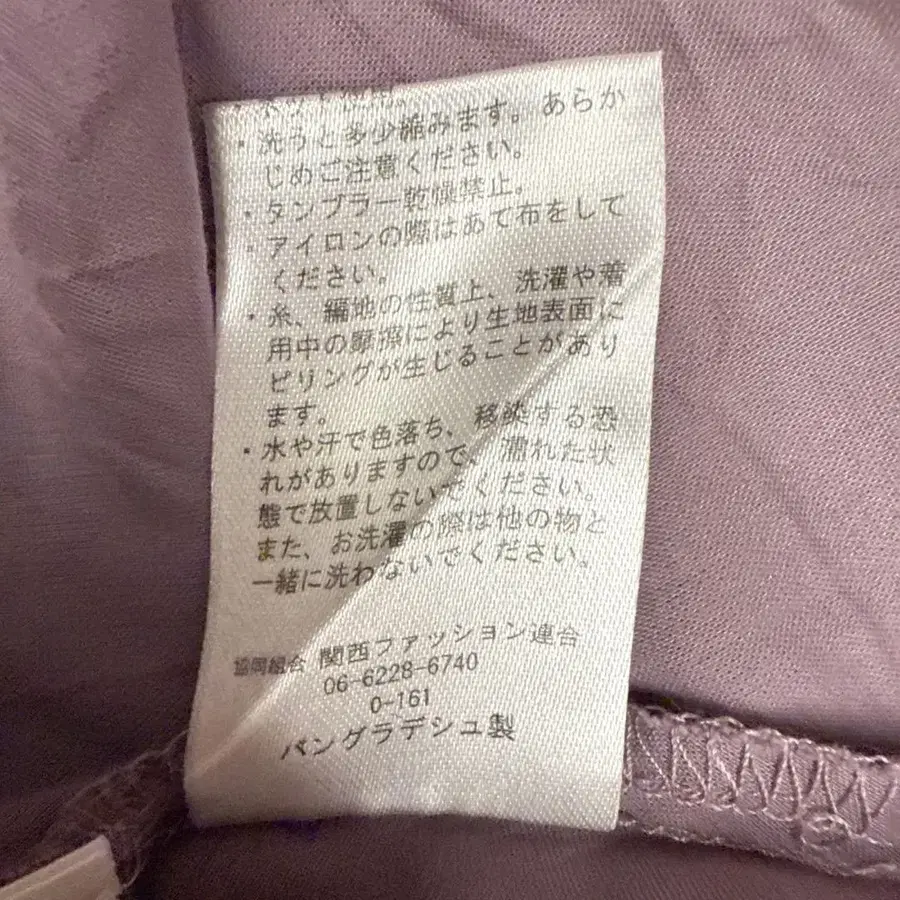 ・洗うと多少縮みます。あらか
じめご注意ください。
・タンブラー乾燥禁止。
・アイロンの際はあて布をして
ください。
・糸、編地の性質上、洗濯や着
用中の摩擦により生地表面に
ピリングが生じることがあり
ます。
・水や汗で色落ち、移染する恐
れがありますので、濡れた状
態で放置しないでください。
また、お洗濯の際は他の物と
一緒に洗わないでください。
協同組合 関西ファッション連合
06-6228-6740
0-161
バングラデシュ製